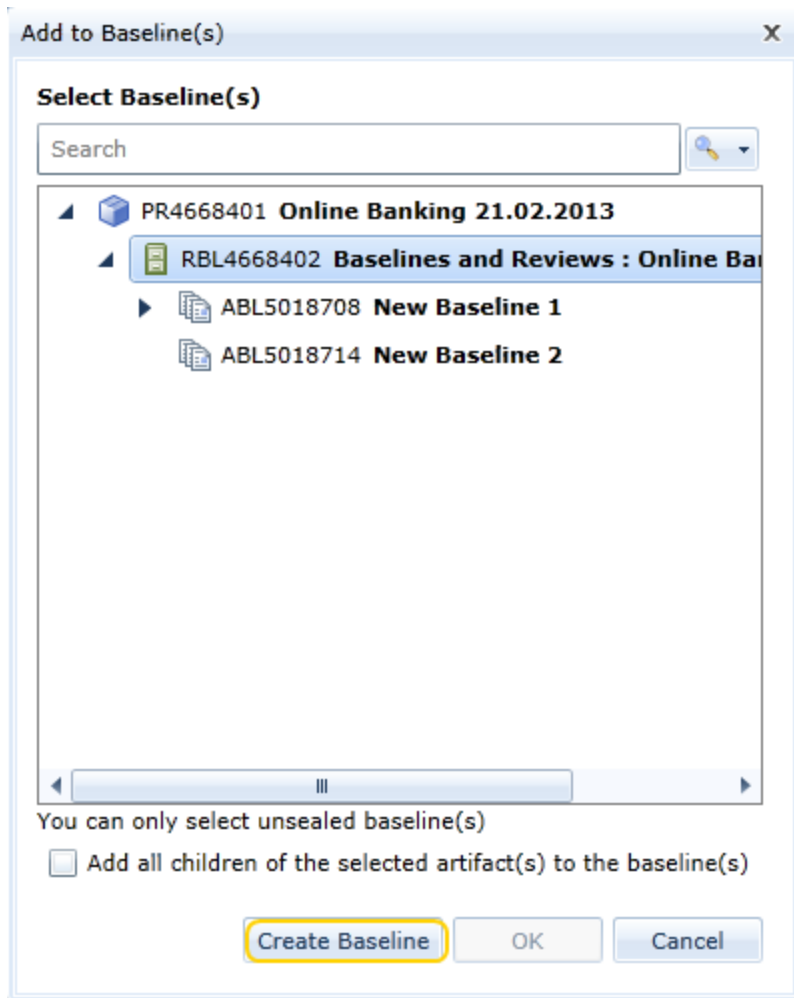 Add to Baseline(s) x
Select Baseline(s)
Search
PR4668401 Online Banking 21.02.2013
RBL4668402 Baselines and Reviews : Online Ba
ABL5018708 New Baseline 1
ABL5018714 New Baseline 2
You can only select unsealed baseline(s)
Add all children of the selected artifact(s) to the baseline(s)
Create Baseline OK Cancel